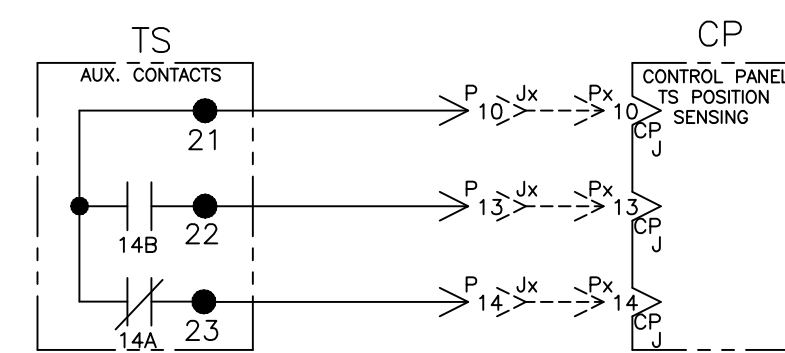 TS
CP
AUX. CONTACTS
CONTROL PANEL
TS POSITION
SENSING
P 10 Jx Px 10 CP J
21
P 13 Jx Px 13 CP J
14B 22
P 14 Jx Px 14 CP J
14A 23